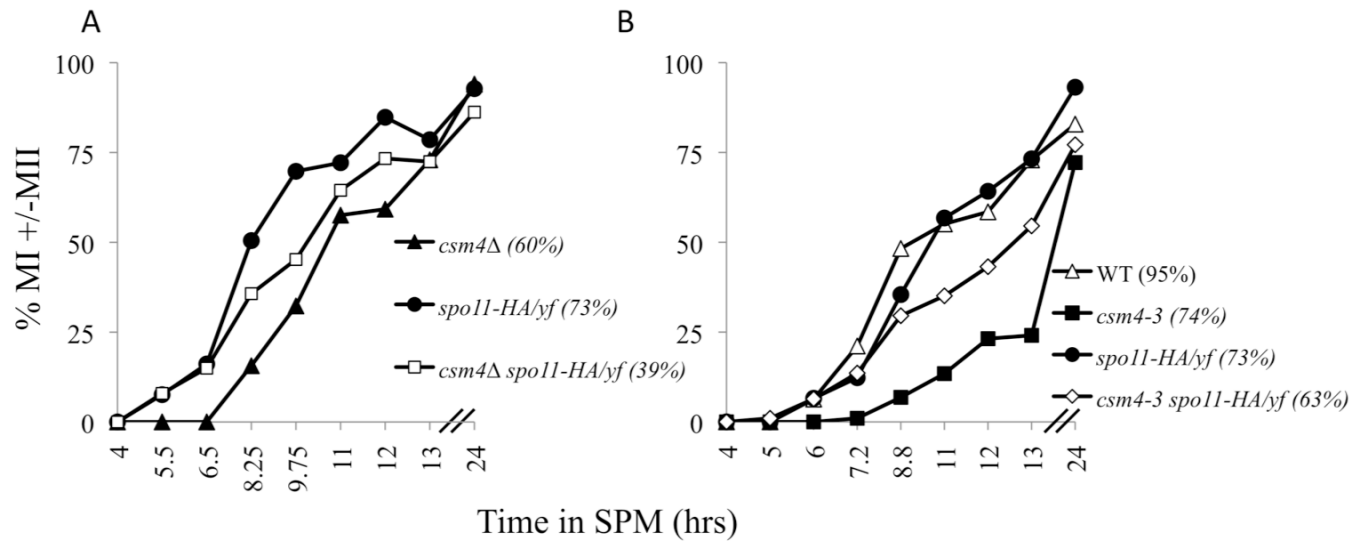 A
B
% MI +/-MII
100
75
50
25
0
csm4Δ (60%)
spo11-HA/yf (73%)
csm4Δ spo11-HA/yf (39%)
4
5.5
6.5
8.25
9.75
11
12
13
24
100
75
50
25
0
WT (95%)
csm4-3 (74%)
spo11-HA/yf (73%)
csm4-3 spo11-HA/yf (63%)
4
5
6
7.2
8.8
11
12
13
24
Time in SPM (hrs)